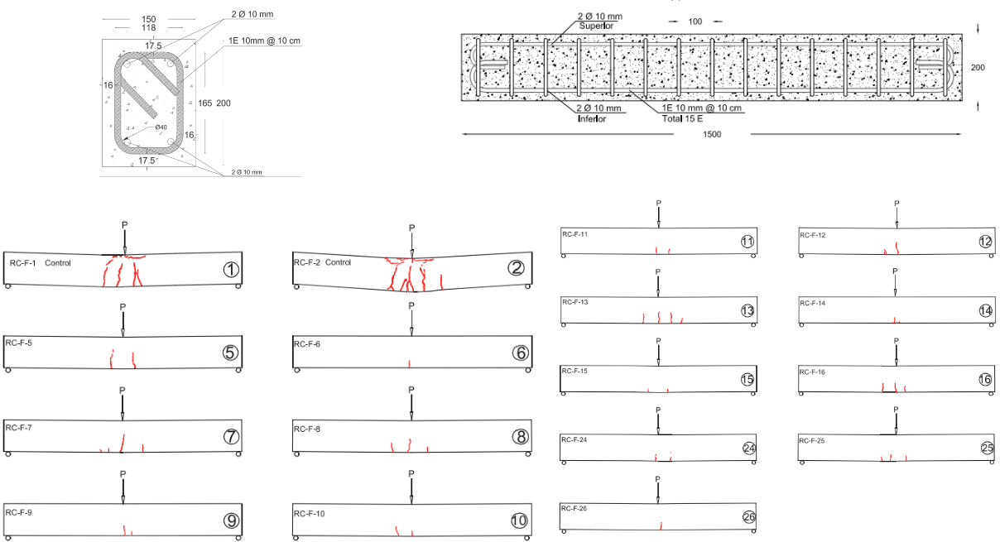 150
118
2 Ø 10 mm
17.5
1E 10mm @ 10 cm
16
165
200
Ø40
16
17.5
2 Ø 10 mm
2 Ø 10 mm
Superior
100
200
2 Ø 10 mm
Inferior
1E 10 mm @ 10 cm
Total 15 E
1500
P
RC-F-1 Control
1
P
RC-F-2 Control
2
P
RC-F-5
5
P
RC-F-6
6
P
RC-F-7
7
P
RC-F-8
8
P
RC-F-9
9
P
RC-F-10
10
P
RC-F-11
11
P
RC-F-12
12
P
RC-F-13
13
P
RC-F-14
14
P
RC-F-15
15
P
RC-F-16
16
P
RC-F-24
24
P
RC-F-25
25
P
RC-F-26
26